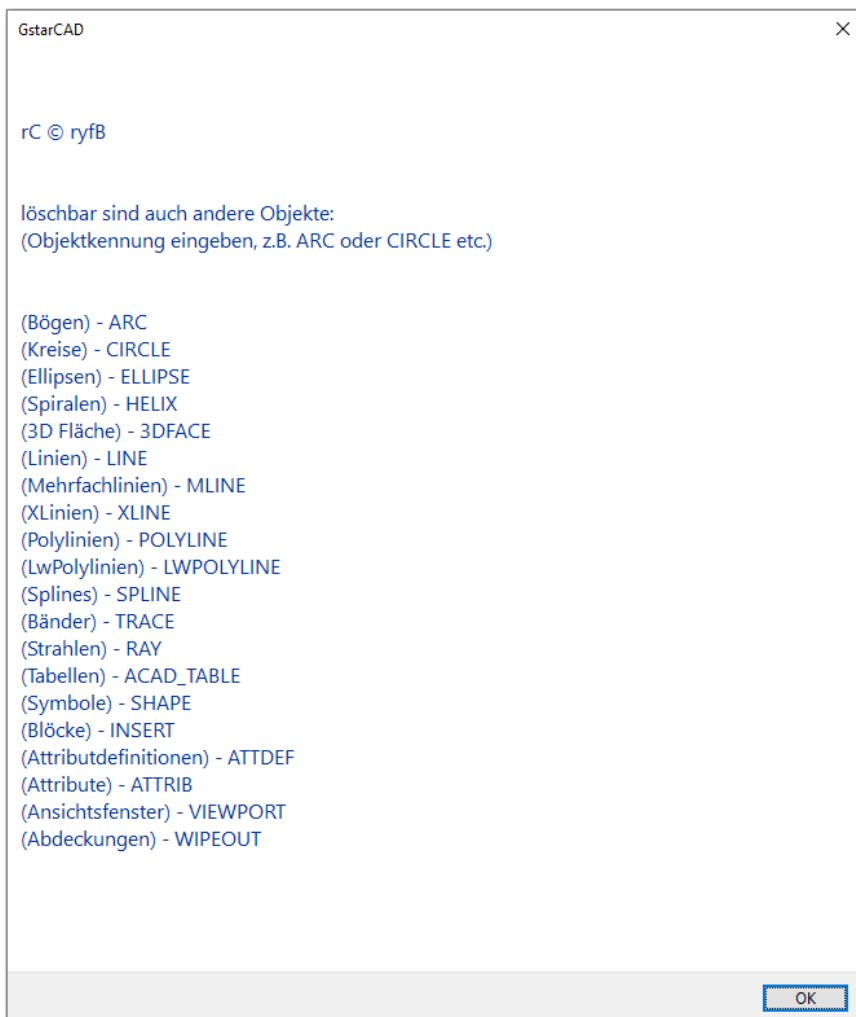 GstarCAD
rC © ryfB
löschbar sind auch andere Objekte:
(Objektkennung eingeben, z.B. ARC oder CIRCLE etc.)
(Bögen) - ARC
(Kreise) - CIRCLE
(Ellipsen) - ELLIPSE
(Spiralen) - HELIX
(3D Fläche) - 3DFACE
(Linien) - LINE
(Mehrfachlinien) - MLINE
(XLinien) - XLINE
(Polylinien) - POLYLINE
(LwPolylinien) - LWPOLYLINE
(Splines) - SPLINE
(Bänder) - TRACE
(Strahlen) - RAY
(Tabellen) - ACAD_TABLE
(Symbole) - SHAPE
(Blöcke) - INSERT
(Attributdefinitionen) - ATTDEF
(Attribute) - ATTRIB
(Ansichtsfenster) - VIEWPORT
(Abdeckungen) - WIPEOUT
OK